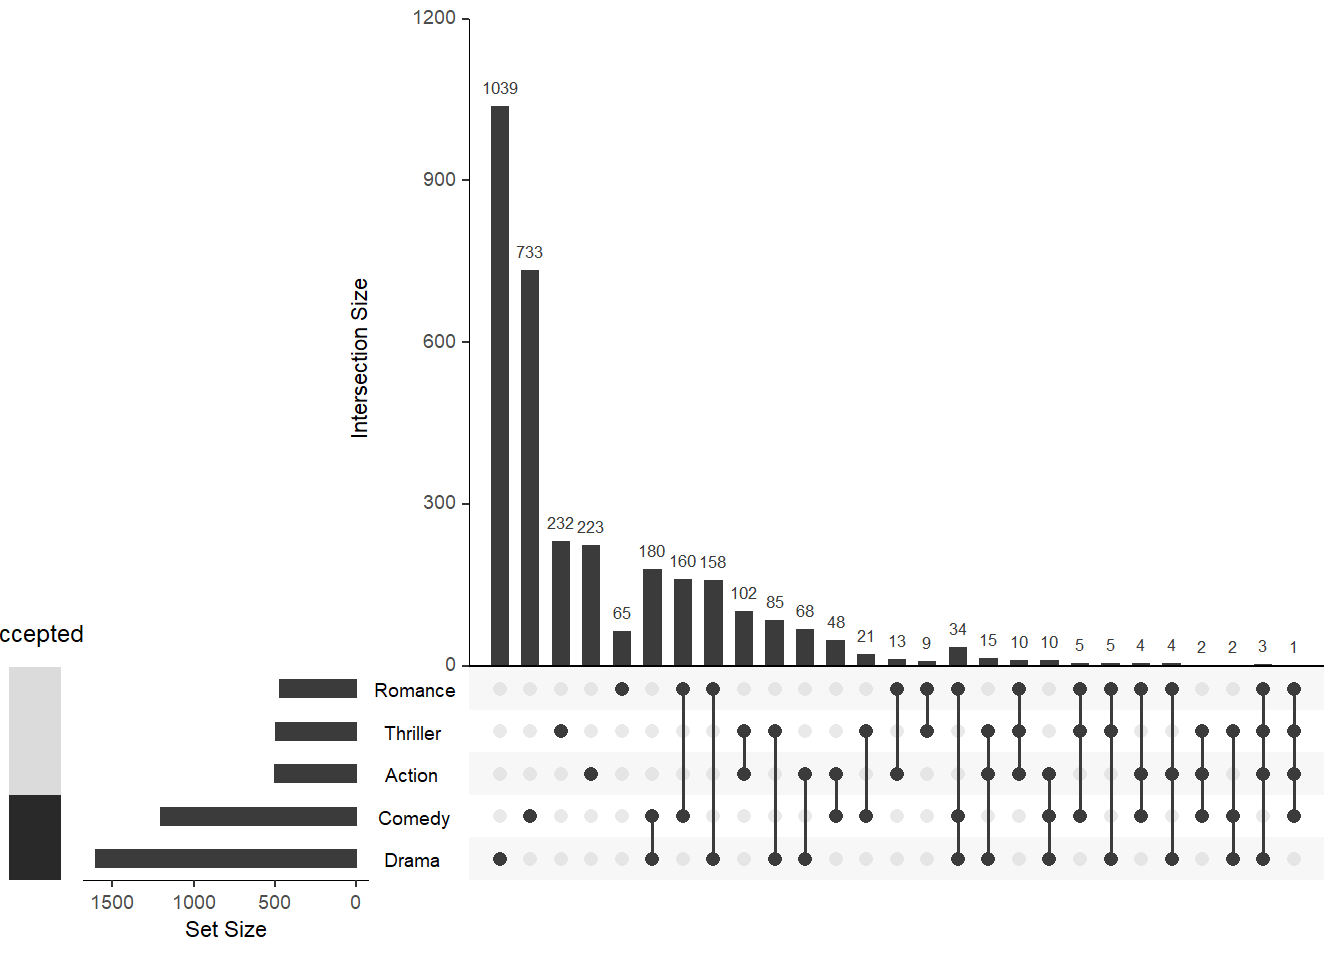 1200
1039
900
733
600
Intersection Size
300
232 223
180 160 158
102 85 68 48 21 13 9 34 15 10 10 5 5 4 4 2 2 3 1
65
0
ccepted
Romance
Thriller
Action
Comedy
Drama
1500 1000 500 0
Set Size